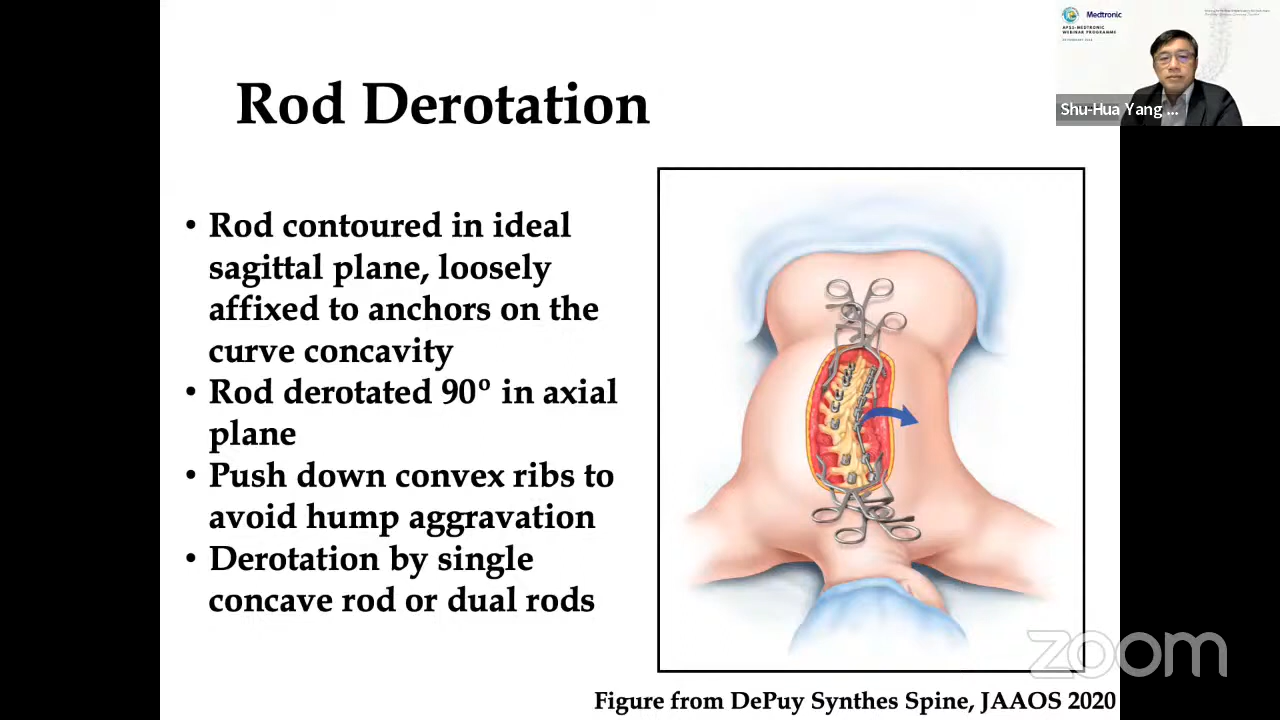 Medtronic
APSS-MEDTRONIC
WEBINAR PROGRAMME
Shu-Hua Yang ...
Rod Derotation
• Rod contoured in ideal
sagittal plane, loosely
affixed to anchors on the
curve concavity
• Rod derotated 90º in axial
plane
• Push down convex ribs to
avoid hump aggravation
• Derotation by single
concave rod or dual rods
zoom
Figure from DePuy Synthes Spine, JAAOS 2020